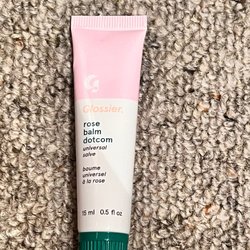 G
Glossier.
rose
balm
dotcom
universal
salve
baume
universel
à la rose
15 ml 0.5 fl oz